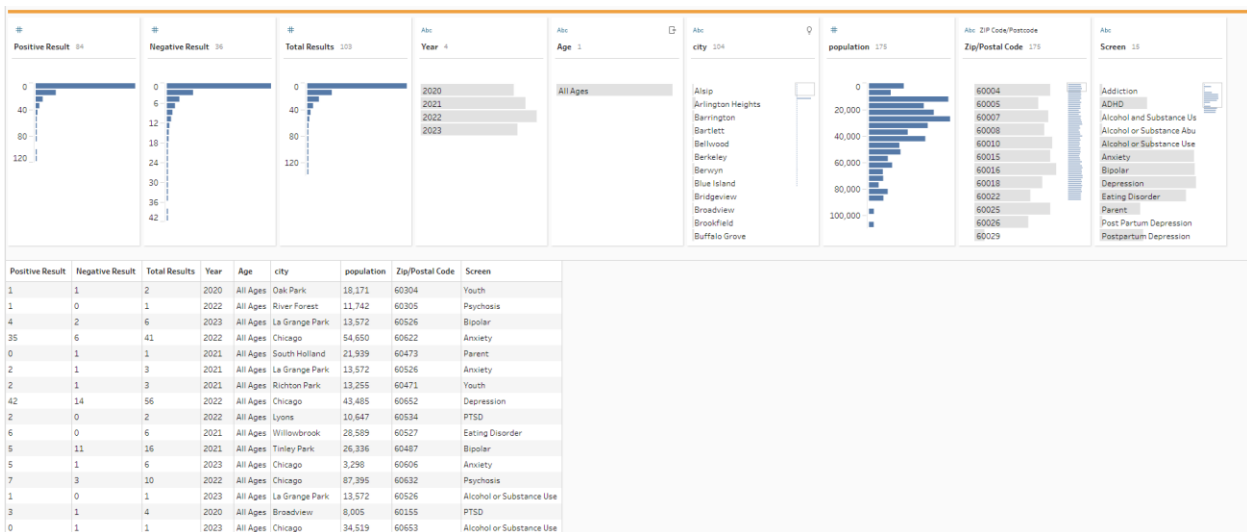 # # # Abc Abc Abc # Abc ZIP Code/Postcode Abc
Positive Result 84 Negative Result 36 Total Results 103 Year 4 Age 1 city 104 population 175 Zip/Postal Code 175 Screen 15
0
40
80
120
0
6
12
18
24
30
36
42
0
40
80
120
2020
2021
2022
2023
All Ages
Alsip
Arlington Heights
Barrington
Bartlett
Bellwood
Berkeley
Berwyn
Blue Island
Bridgeview
Broadview
Brookfield
Buffalo Grove
0
20,000
40,000
60,000
80,000
100,000
60004
60005
60007
60008
60010
60015
60016
60018
60022
60025
60026
60029
Addiction
ADHD
Alcohol and Substance Us
Alcohol or Substance Abu
Alcohol or Substance Use
Anxiety
Bipolar
Depression
Eating Disorder
Parent
Post Partum Depression
Postpartum Depression
Positive Result Negative Result Total Results Year Age city population Zip/Postal Code Screen
1 1 2 2020 All Ages Oak Park 18,171 60304 Youth
1 0 1 2022 All Ages River Forest 11,742 60305 Psychosis
4 2 6 2023 All Ages La Grange Park 13,572 60526 Bipolar
35 6 41 2022 All Ages Chicago 54,650 60622 Anxiety
0 1 1 2021 All Ages South Holland 21,939 60473 Parent
2 1 3 2021 All Ages La Grange Park 13,572 60526 Anxiety
2 1 3 2021 All Ages Richton Park 13,255 60471 Youth
42 14 56 2022 All Ages Chicago 43,485 60652 Depression
2 0 2 2022 All Ages Lyons 10,647 60534 PTSD
6 0 6 2021 All Ages Willowbrook 28,589 60527 Eating Disorder
5 11 16 2021 All Ages Tinley Park 26,336 60487 Bipolar
5 1 6 2023 All Ages Chicago 3,298 60606 Anxiety
7 3 10 2022 All Ages Chicago 87,395 60632 Psychosis
1 0 1 2023 All Ages La Grange Park 13,572 60526 Alcohol or Substance Use
3 1 4 2020 All Ages Broadview 8,005 60155 PTSD
0 1 1 2023 All Ages Chicago 34,519 60653 Alcohol or Substance Use